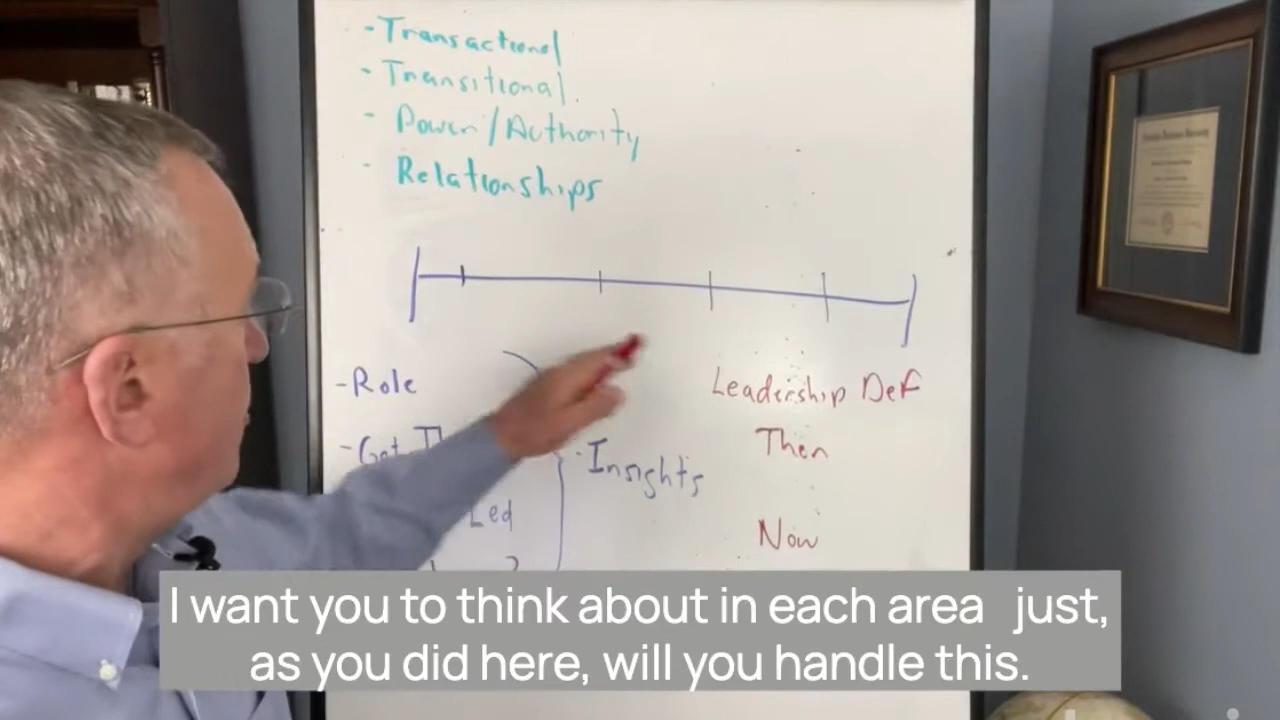 - Transactional
- Transitional
- Power/Authority
- Relationships
- Role
- Get
Led
- Insights
Leadership Def
Then
Now
I want you to think about in each area just,
as you did here, will you handle this.